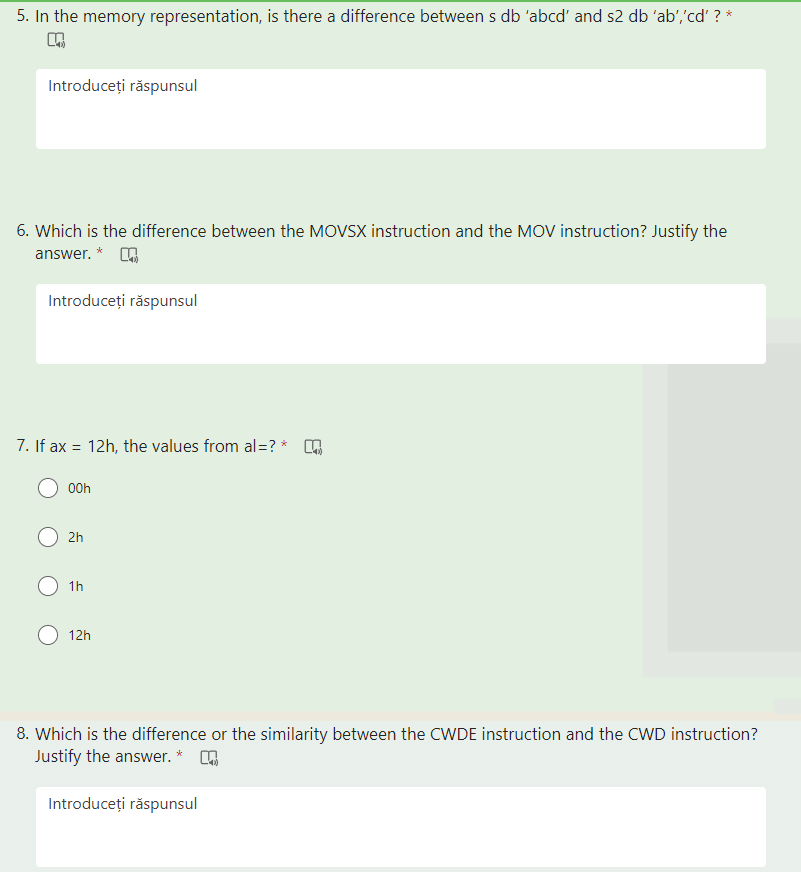 5. In the memory representation, is there a difference between s db ‘abcd’ and s2 db ‘ab’,’cd’ ? *
Introduceți răspunsul
6. Which is the difference between the MOVSX instruction and the MOV instruction? Justify the
answer. *
Introduceți răspunsul
7. If ax = 12h, the values from al=? *
00h
2h
1h
12h
8. Which is the difference or the similarity between the CWDE instruction and the CWD instruction?
Justify the answer. *
Introduceți răspunsul